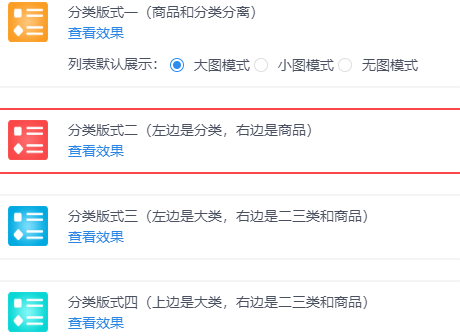 分类版式一（商品和分类分离）
查看效果
列表默认展示： 大图模式 小图模式 无图模式
分类版式二（左边是分类，右边是商品）
查看效果
分类版式三（左边是大类，右边是二三类和商品）
查看效果
分类版式四（上边是大类，右边是二三类和商品）
查看效果